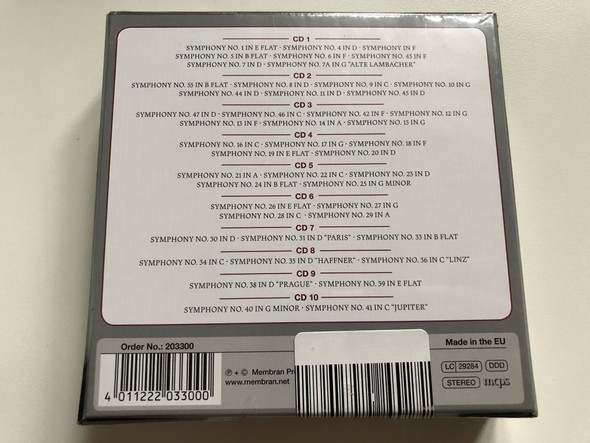 CD 1
SYMPHONY NO. 1 IN E FLAT · SYMPHONY NO. 4 IN D · SYMPHONY IN F
SYMPHONY NO. 5 IN B FLAT · SYMPHONY NO. 6 IN F · SYMPHONY NO. 43 IN F
SYMPHONY NO. 7 IN D · SYMPHONY NO. 7A IN G "ALTE LAMBACHER"
CD 2
SYMPHONY NO. 55 IN B FLAT · SYMPHONY NO. 8 IN D · SYMPHONY NO. 9 IN C · SYMPHONY NO. 10 IN G
SYMPHONY NO. 44 IN D · SYMPHONY NO. 11 IN D · SYMPHONY NO. 45 IN D
CD 3
SYMPHONY NO. 47 IN D · SYMPHONY NO. 46 IN C · SYMPHONY NO. 42 IN F · SYMPHONY NO. 12 IN G
SYMPHONY NO. 13 IN F · SYMPHONY NO. 14 IN A · SYMPHONY NO. 15 IN G
CD 4
SYMPHONY NO. 16 IN C · SYMPHONY NO. 17 IN G · SYMPHONY NO. 18 IN F
SYMPHONY NO. 19 IN E FLAT · SYMPHONY NO. 20 IN D
CD 5
SYMPHONY NO. 21 IN A · SYMPHONY NO. 22 IN C · SYMPHONY NO. 23 IN D
SYMPHONY NO. 24 IN B FLAT · SYMPHONY NO. 25 IN G MINOR
CD 6
SYMPHONY NO. 26 IN E FLAT · SYMPHONY NO. 27 IN G
SYMPHONY NO. 28 IN C · SYMPHONY NO. 29 IN A
CD 7
SYMPHONY NO. 30 IN D · SYMPHONY NO. 31 IN D "PARIS" · SYMPHONY NO. 33 IN B FLAT
CD 8
SYMPHONY NO. 34 IN C · SYMPHONY NO. 35 IN D "HAFFNER" · SYMPHONY NO. 36 IN C "LINZ"
CD 9
SYMPHONY NO. 38 IN D "PRAGUE" · SYMPHONY NO. 39 IN E FLAT
CD 10
SYMPHONY NO. 40 IN G MINOR · SYMPHONY NO. 41 IN C "JUPITER"
Order No.: 203300
Made in the EU
4 011222 033000
℗ + © Membran
www.membran.net
LC 29284 DDD
STEREO mcps